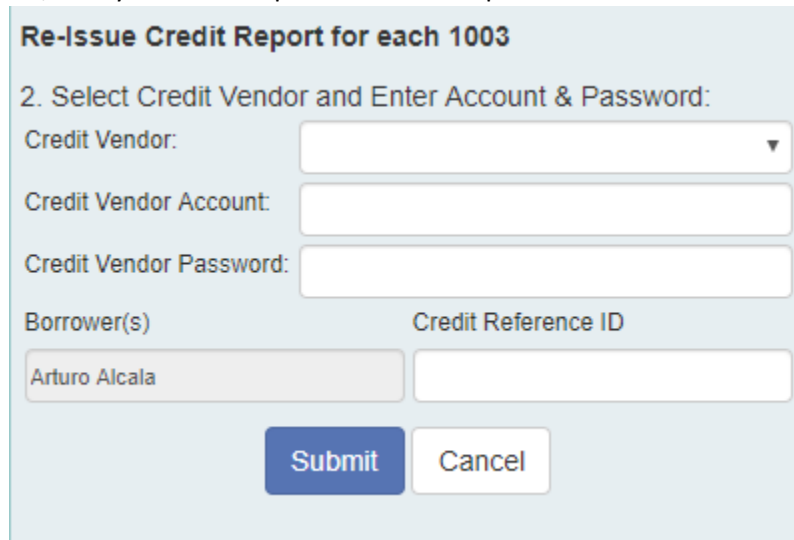 Re-Issue Credit Report for each 1003
2. Select Credit Vendor and Enter Account & Password:
Credit Vendor:
Credit Vendor Account:
Credit Vendor Password:
Borrower(s) Credit Reference ID
Arturo Alcala
Submit Cancel